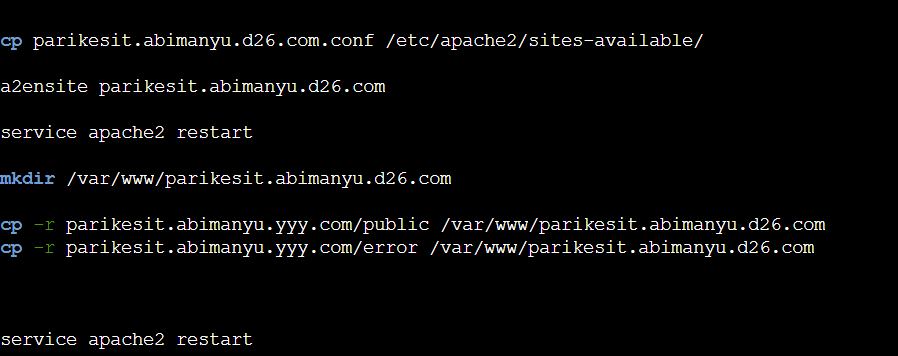 cp parikesit.abimanyu.d26.com.conf /etc/apache2/sites-available/
a2ensite parikesit.abimanyu.d26.com
service apache2 restart
mkdir /var/www/parikesit.abimanyu.d26.com
cp -r parikesit.abimanyu.yyy.com/public /var/www/parikesit.abimanyu.d26.com
cp -r parikesit.abimanyu.yyy.com/error /var/www/parikesit.abimanyu.d26.com
service apache2 restart